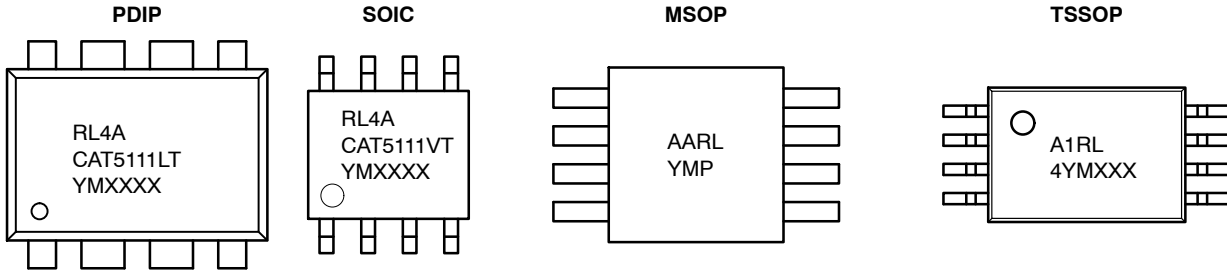 PDIP
SOIC
MSOP
TSSOP
RL4A
CAT5111LT
YMXXXX
RL4A
CAT5111VT
YMXXXX
AARL
YMP
A1RL
4YMXXX